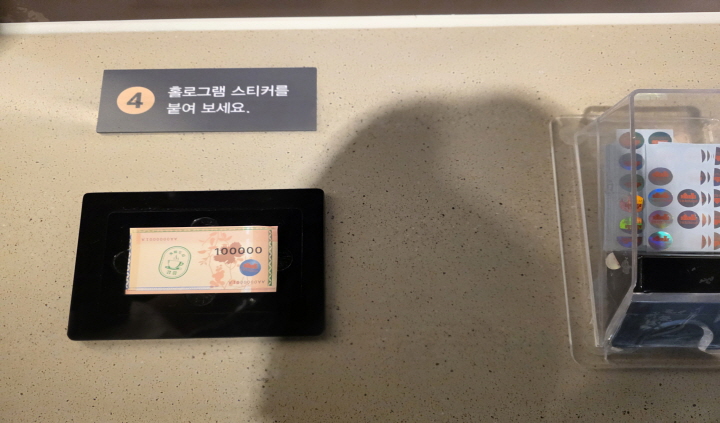 4
홀로그램 스티커를
붙여 보세요.
100000